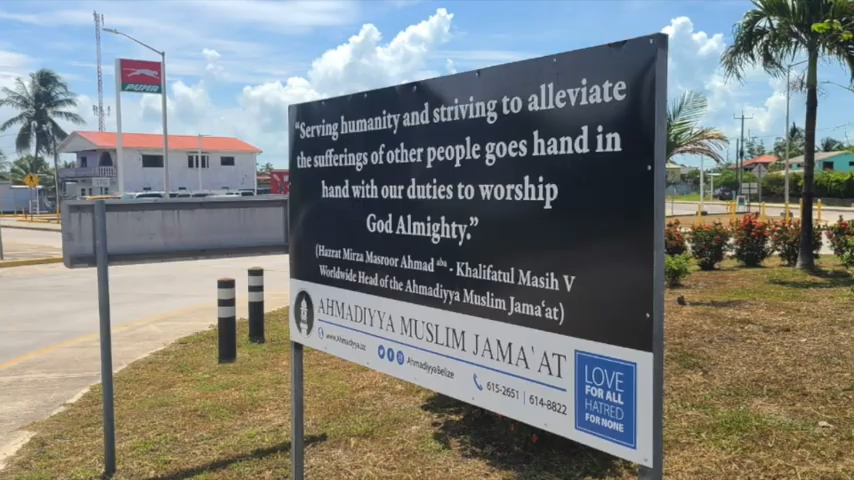 PUMA
"Serving humanity and striving to alleviate
the sufferings of other people goes hand in
hand with our duties to worship
God Almighty."
(Hazrat Mirza Masroor Ahmad aba - Khalifatul Masih V
Worldwide Head of the Ahmadiyya Muslim Jama'at)
AHMADIYYA MUSLIM JAMA'AT
www.Ahmadiyya.bz
AhmadiyyaBelize
615-2651 | 614-8822
LOVE
FOR ALL
HATRED
FOR NONE